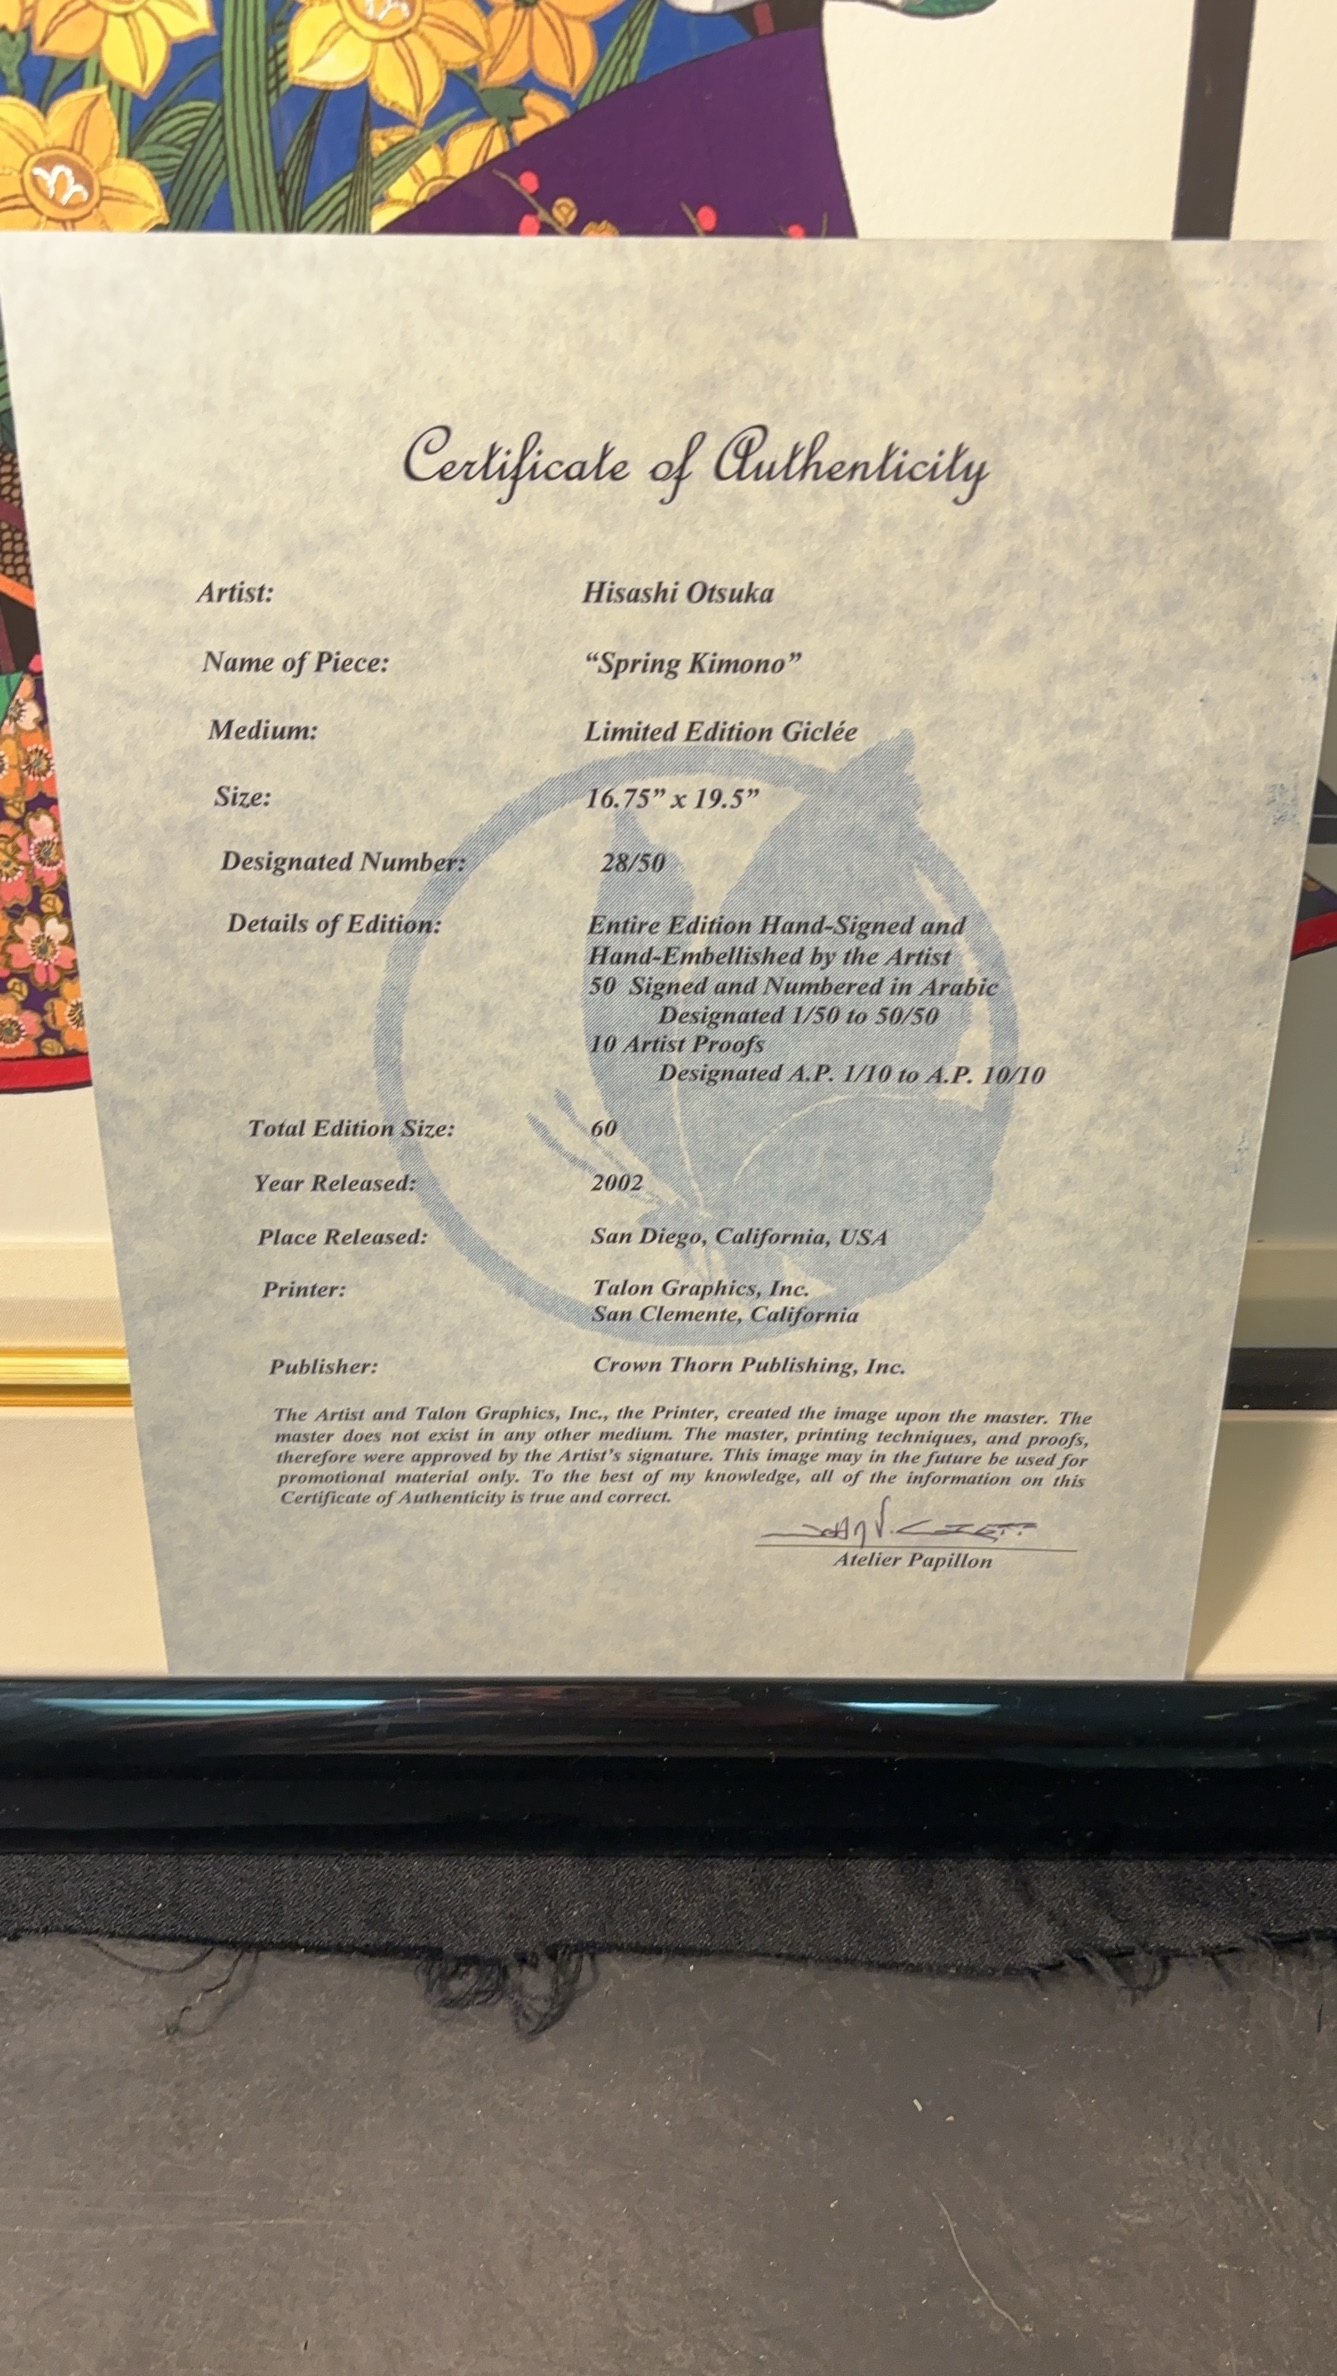 Certificate of Authenticity
Artist: Hisashi Otsuka
Name of Piece: “Spring Kimono”
Medium: Limited Edition Giclée
Size: 16.75” x 19.5”
Designated Number: 28/50
Details of Edition: Entire Edition Hand-Signed and
Hand-Embellished by the Artist
50 Signed and Numbered in Arabic
Designated 1/50 to 50/50
10 Artist Proofs
Designated A.P. 1/10 to A.P. 10/10
Total Edition Size: 60
Year Released: 2002
Place Released: San Diego, California, USA
Printer: Talon Graphics, Inc.
San Clemente, California
Publisher: Crown Thorn Publishing, Inc.
The Artist and Talon Graphics, Inc., the Printer, created the image upon the master. The
master does not exist in any other medium. The master, printing techniques, and proofs,
therefore were approved by the Artist’s signature. This image may in the future be used for
promotional material only. To the best of my knowledge, all of the information on this
Certificate of Authenticity is true and correct.
Atelier Papillon